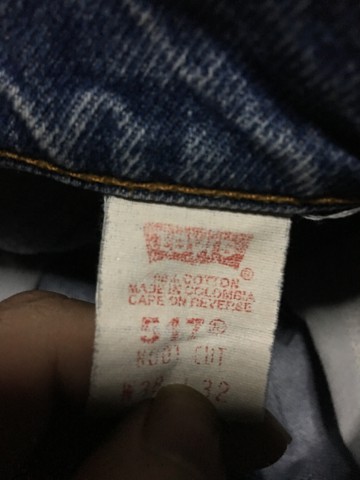 Levi's
®
COTTON
MADE IN COLOMBIA
CARE ON REVERSE
517®
BOOT CUT
32